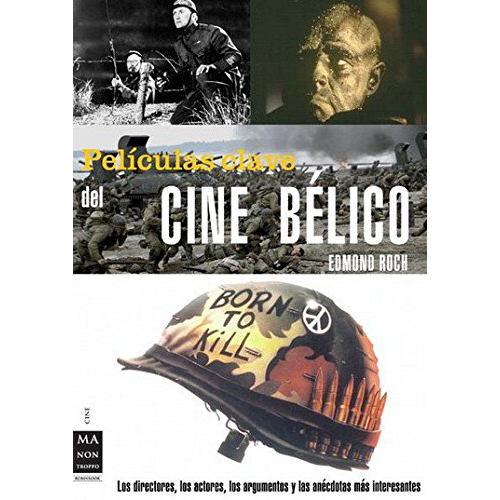 Películas clave
del
CINE BÉLICO
EDMOND ROCH
BORN
TO
KILL
CINE
MA
NON
TROPPO
ROBINBOOK
Los directores, los actores, los argumentos y las anécdotas más interesantes